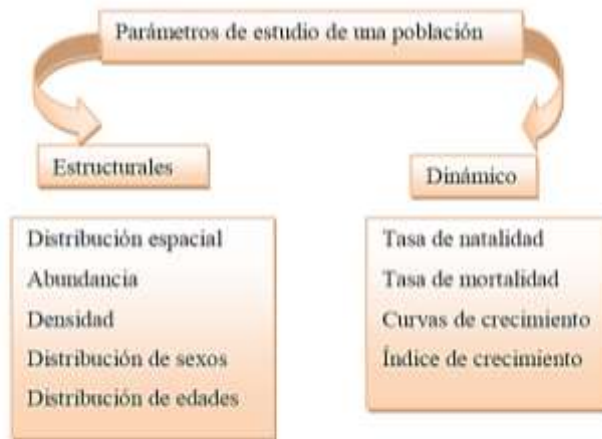 Parámetros de estudio de una población
Estructurales
Distribución espacial
Abundancia
Densidad
Distribución de sexos
Distribución de edades
Dinámico
Tasa de natalidad
Tasa de mortalidad
Curvas de crecimiento
Índice de crecimiento